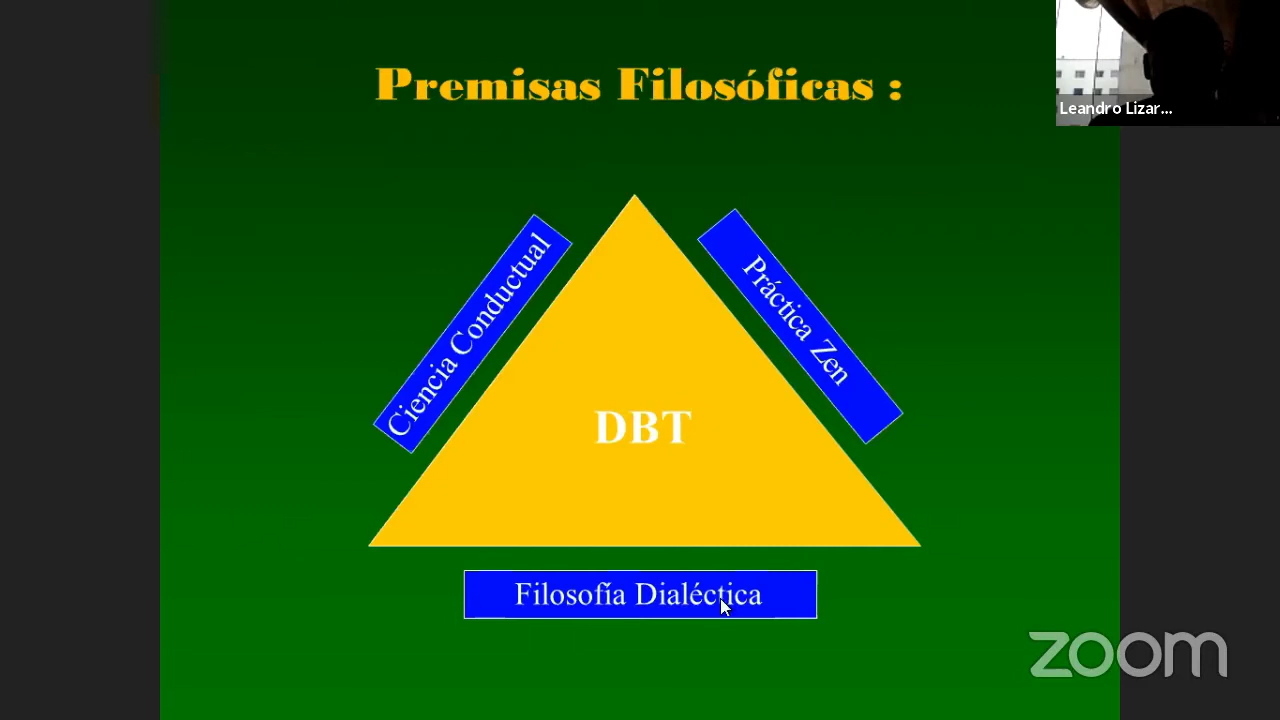 Premisas Filosóficas :
Leandro Lizar...
Ciencia Conductual
Práctica Zen
DBT
Filosofía Dialéctica
zoom